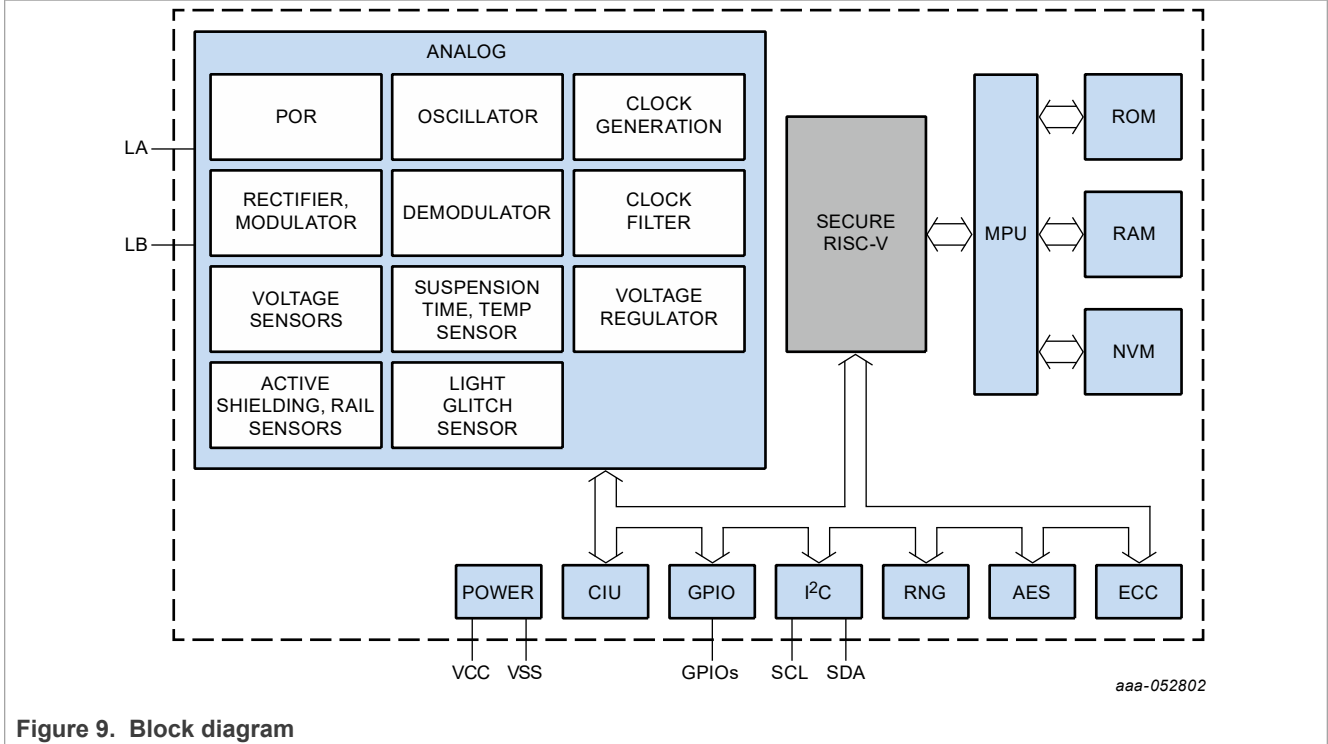 ANALOG
POR
OSCILLATOR
CLOCK
GENERATION
LA
RECTIFIER,
MODULATOR
DEMODULATOR
CLOCK
FILTER
LB
VOLTAGE
SENSORS
SUSPENSION
TIME, TEMP
SENSOR
VOLTAGE
REGULATOR
ACTIVE
SHIELDING, RAIL
SENSORS
LIGHT
GLITCH
SENSOR
SECURE
RISC-V
MPU
ROM
RAM
NVM
POWER
CIU
GPIO
I²C
RNG
AES
ECC
VCC
VSS
GPIOs
SCL
SDA
aaa-052802
Figure 9. Block diagram